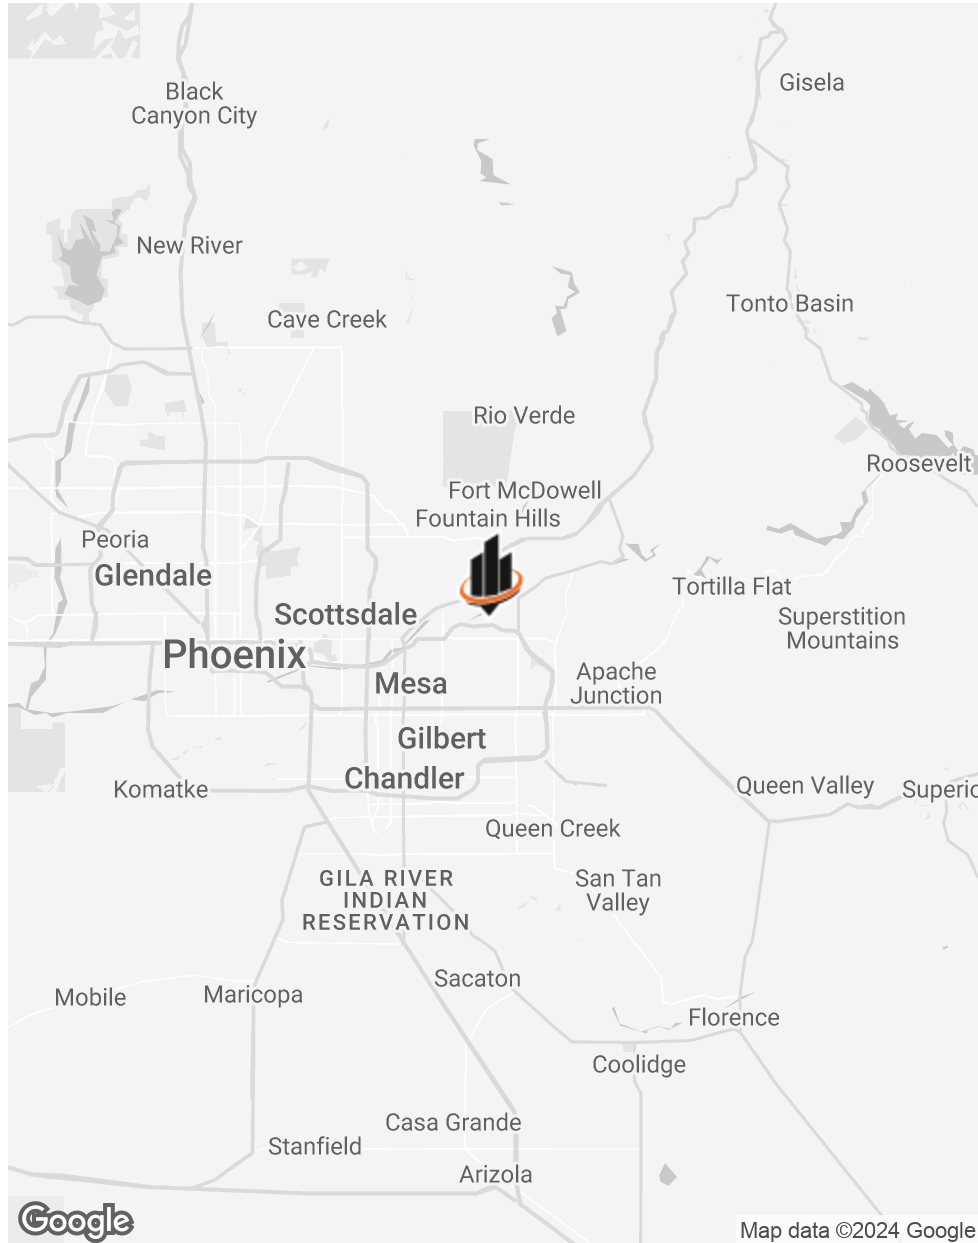 Gisela
Black
Canyon City
New River
Tonto Basin
Cave Creek
Rio Verde
Roosevelt
Fort McDowell
Fountain Hills
Peoria
Glendale
Tortilla Flat
Scottsdale
Superstition
Mountains
Phoenix
Apache
Junction
Mesa
Gilbert
Chandler
Komatke
Queen Valley
Superio
Queen Creek
GILA RIVER
INDIAN
RESERVATION
San Tan
Valley
Sacaton
Mobile
Maricopa
Florence
Coolidge
Casa Grande
Stanfield
Arizola
Google
Map data ©2024 Google